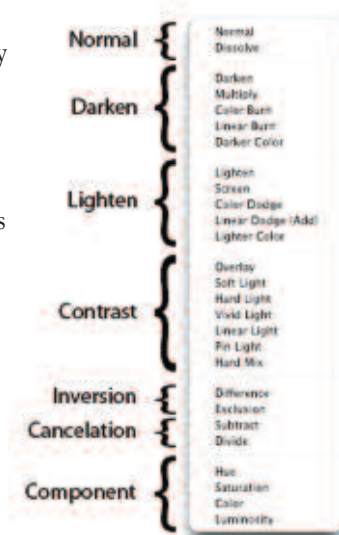 Normal
Normal
Dissolve
y
Darken
Darken
Multiply
Color Burn
Linear Burn
Darker Color
Lighten
Lighten
Screen
Color Dodge
s
Linear Dodge (Add)
Lighter Color
Contrast
Overlay
Soft Light
Hard Light
Vivid Light
Linear Light
Pin Light
Hard Mix
Inversion
Difference
Exclusion
Cancelation
Subtract
Divide
Component
Hue
Saturation
Color
Luminosity